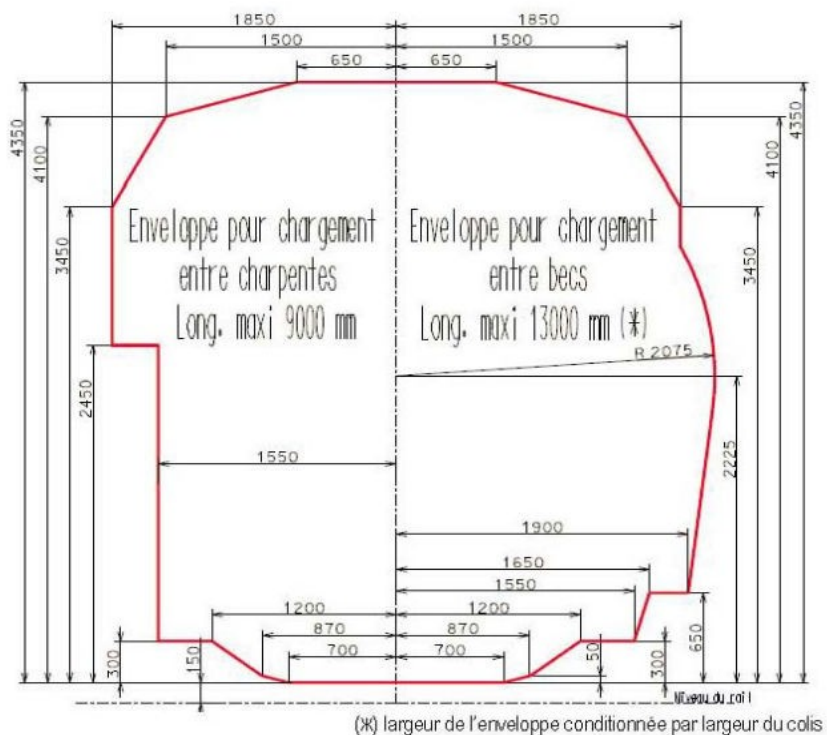 1850 1850
1500 1500
650 650
4350
4100
3450
2450
4350
4100
3450
2225
Enveloppe pour chargement
entre charpentes
Long. maxi 9000 mm
Enveloppe pour chargement
entre becs
Long. maxi 13000 mm (*)
R 2075
1550
1900
1650
1550
1200 1200
870 870
700 700
300
150
50
300
650
Niveau du rail
(*) largeur de l'enveloppe conditionnée par largeur du colis